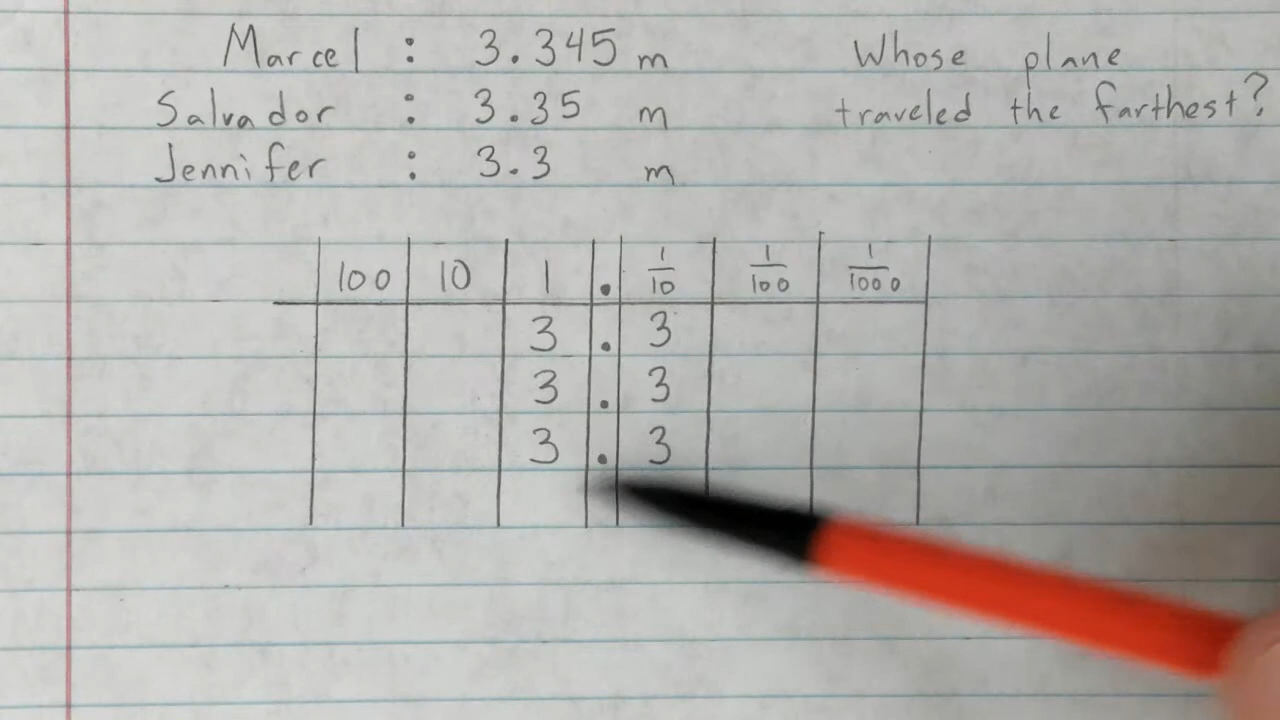 Marcel : 3.345 m Whose plane
Salvador : 3.35 m traveled the farthest?
Jennifer : 3.3 m
100 10 1 . 1/10 1/100 1/1000
3 . 3
3 . 3
3 . 3